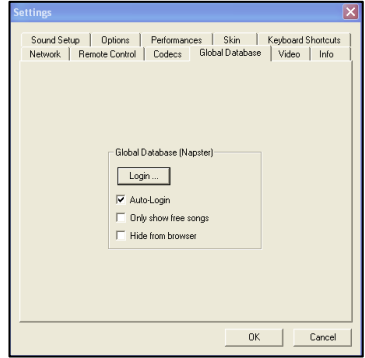 Settings
Sound Setup Options Performances Skin Keyboard Shortcuts
Network Remote Control Codecs Global Database Video Info
Global Database (Napster)
Login ...
Auto-Login
Only show free songs
Hide from browser
OK Cancel